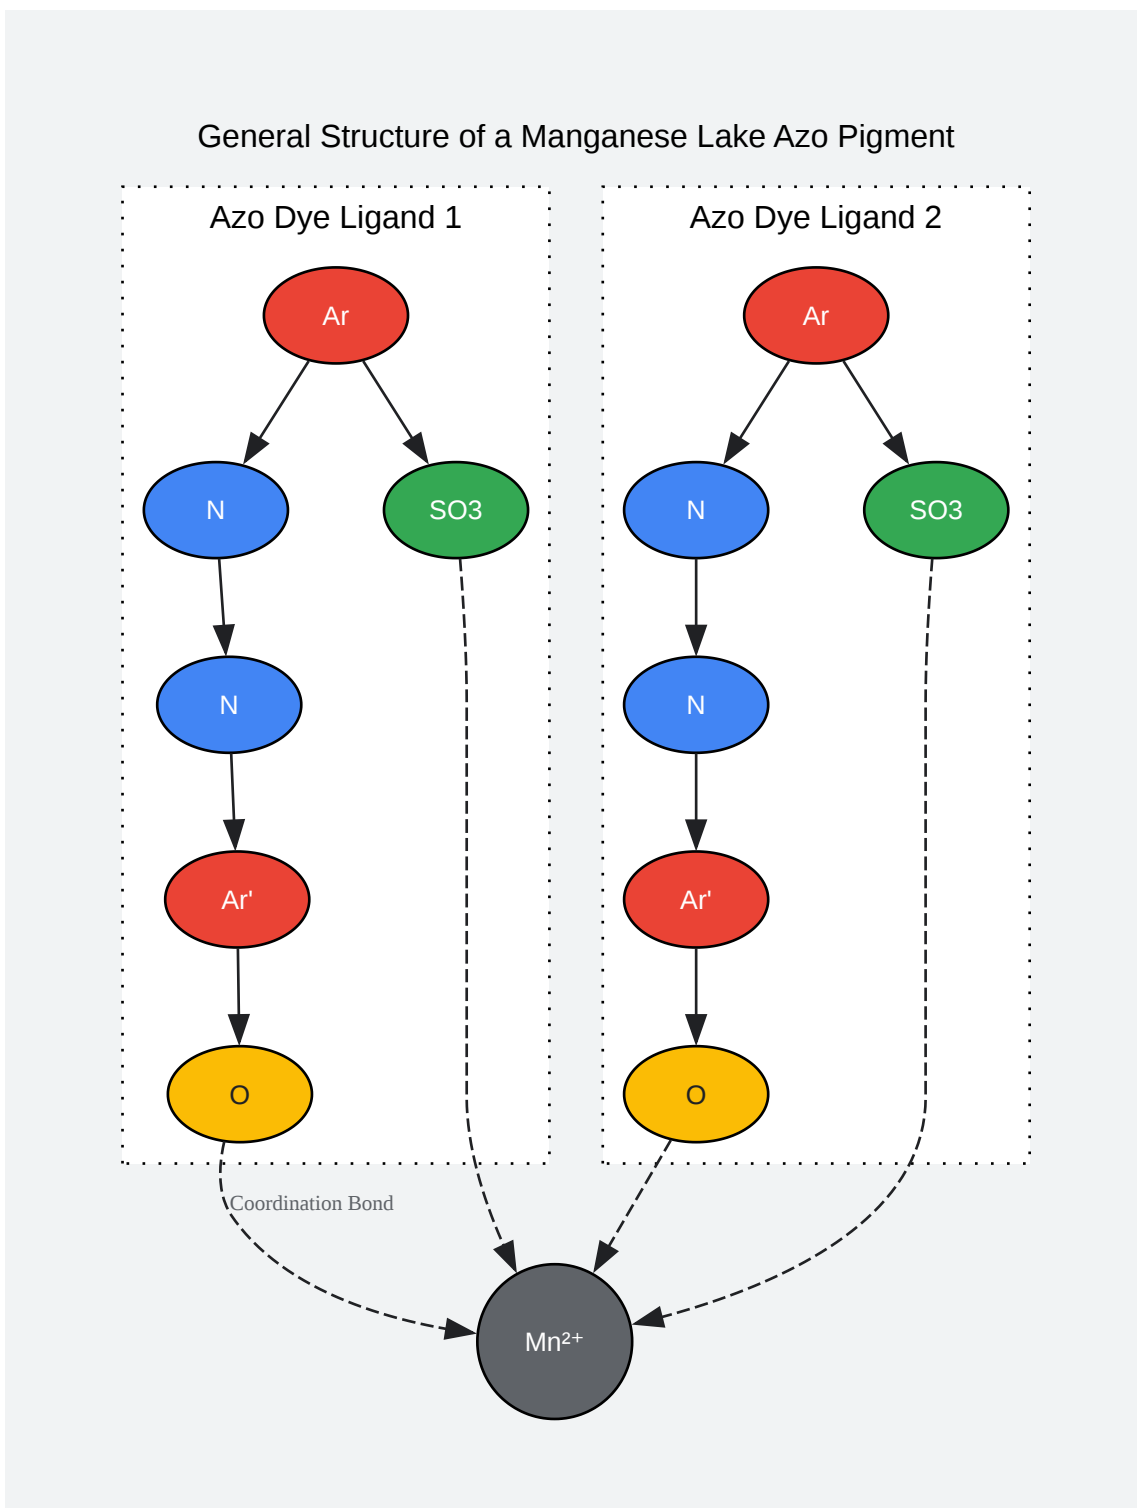 General Structure of a Manganese Lake Azo Pigment
Azo Dye Ligand 1
Azo Dye Ligand 2
Ar
Ar
N
SO3
N
SO3
N
N
Ar'
Ar'
O
O
Coordination Bond
Mn²⁺